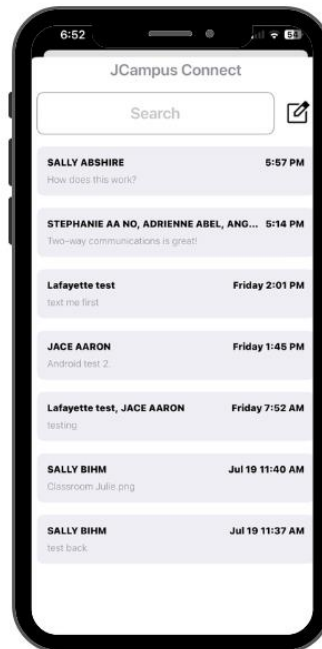 6:52
54
JCampus Connect
Search
SALLY ABSHIRE 5:57 PM
How does this work?
STEPHANIE AA NO, ADRIENNE ABEL, ANG... 5:14 PM
Two-way communications is great!
Lafayette test Friday 2:01 PM
text me first
JACE AARON Friday 1:45 PM
Android test 2
Lafayette test, JACE AARON Friday 7:52 AM
testing
SALLY BIHM Jul 19 11:40 AM
Classroom Julie png
SALLY BIHM Jul 19 11:37 AM
test back